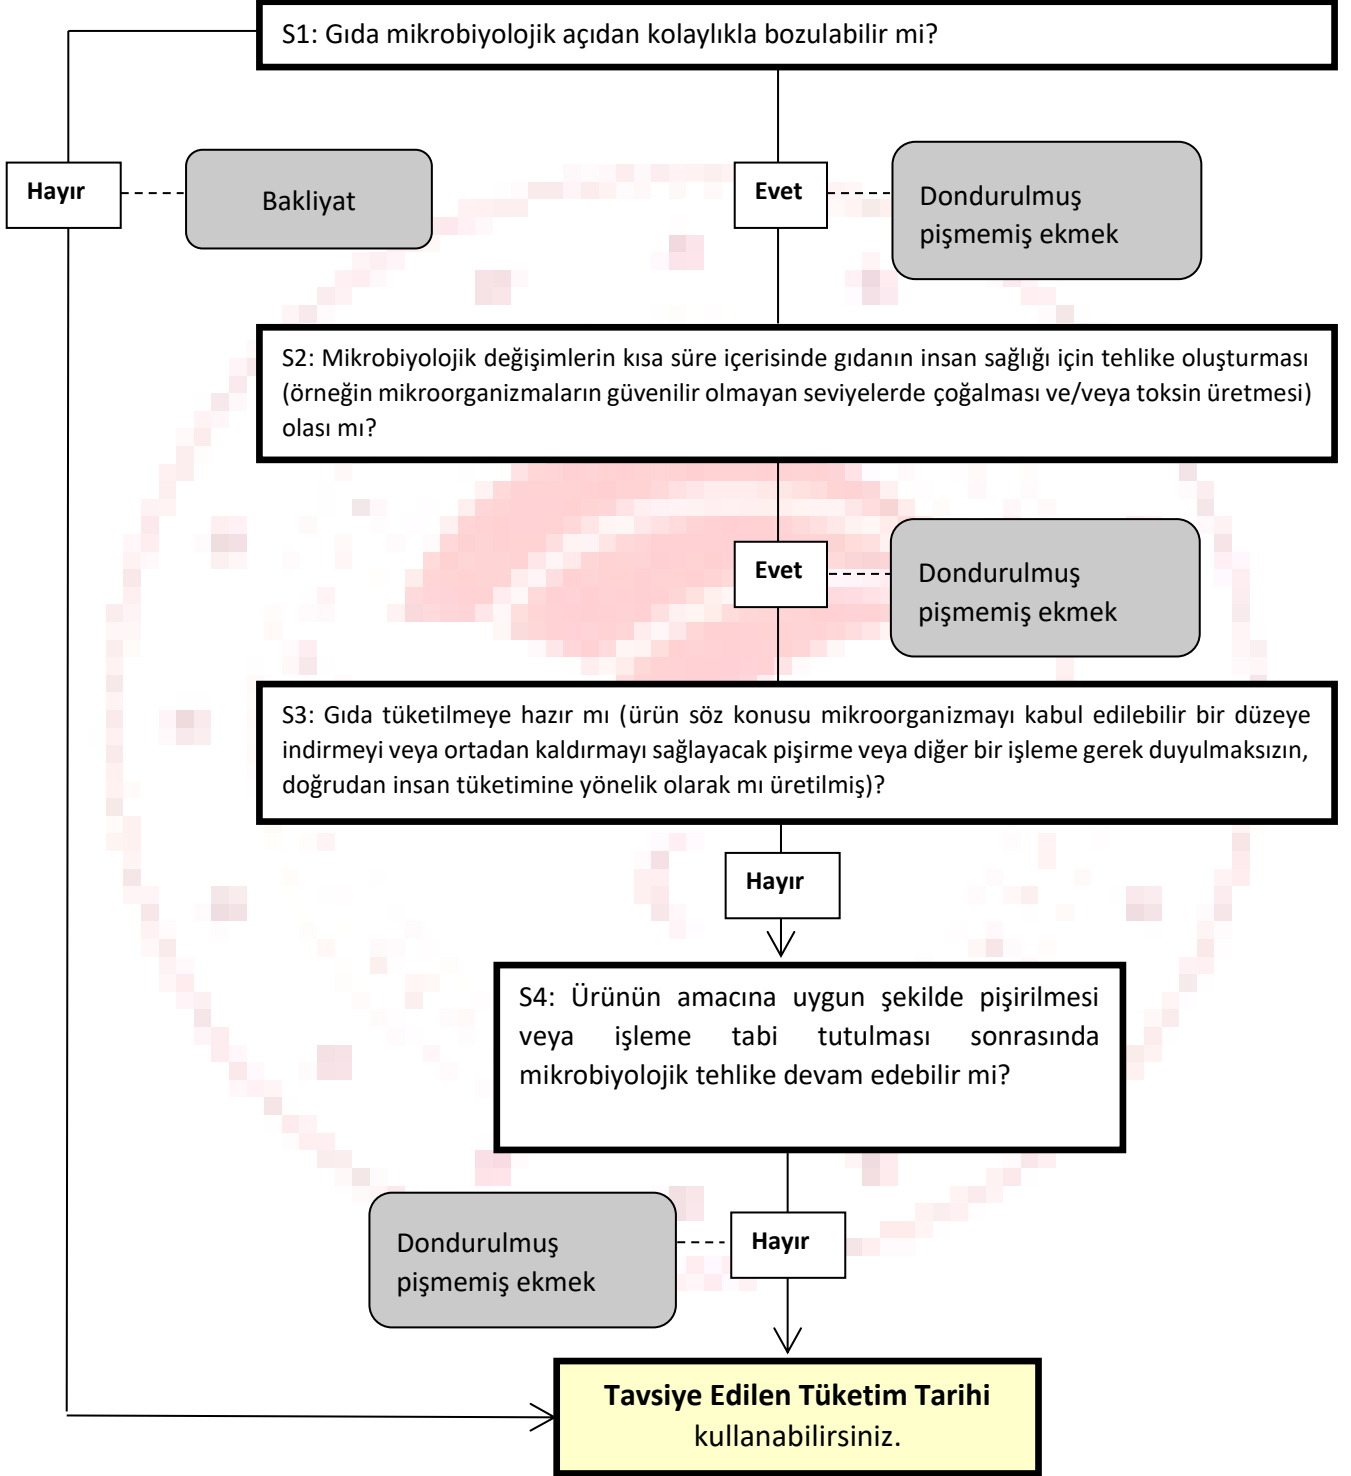 S1: Gıda mikrobiyolojik açıdan kolaylıkla bozulabilir mi?
Hayır
Bakliyat
Evet
Dondurulmuş
pişmemiş ekmek
S2: Mikrobiyolojik değişimlerin kısa süre içerisinde gıdanın insan sağlığı için tehlike oluşturması
(örneğin mikroorganizmaların güvenilir olmayan seviyelerde çoğalması ve/veya toksin üretmesi)
olası mı?
Evet
Dondurulmuş
pişmemiş ekmek
S3: Gıda tüketilmeye hazır mı (ürün söz konusu mikroorganizmayı kabul edilebilir bir düzeye
indirmeyi veya ortadan kaldırmayı sağlayacak pişirme veya diğer bir işleme gerek duyulmaksızın,
doğrudan insan tüketimine yönelik olarak mı üretilmiş)?
Hayır
S4: Ürünün amacına uygun şekilde pişirilmesi
veya işleme tabi tutulması sonrasında
mikrobiyolojik tehlike devam edebilir mi?
Dondurulmuş
pişmemiş ekmek
Hayır
Tavsiye Edilen Tüketim Tarihi
kullanabilirsiniz.